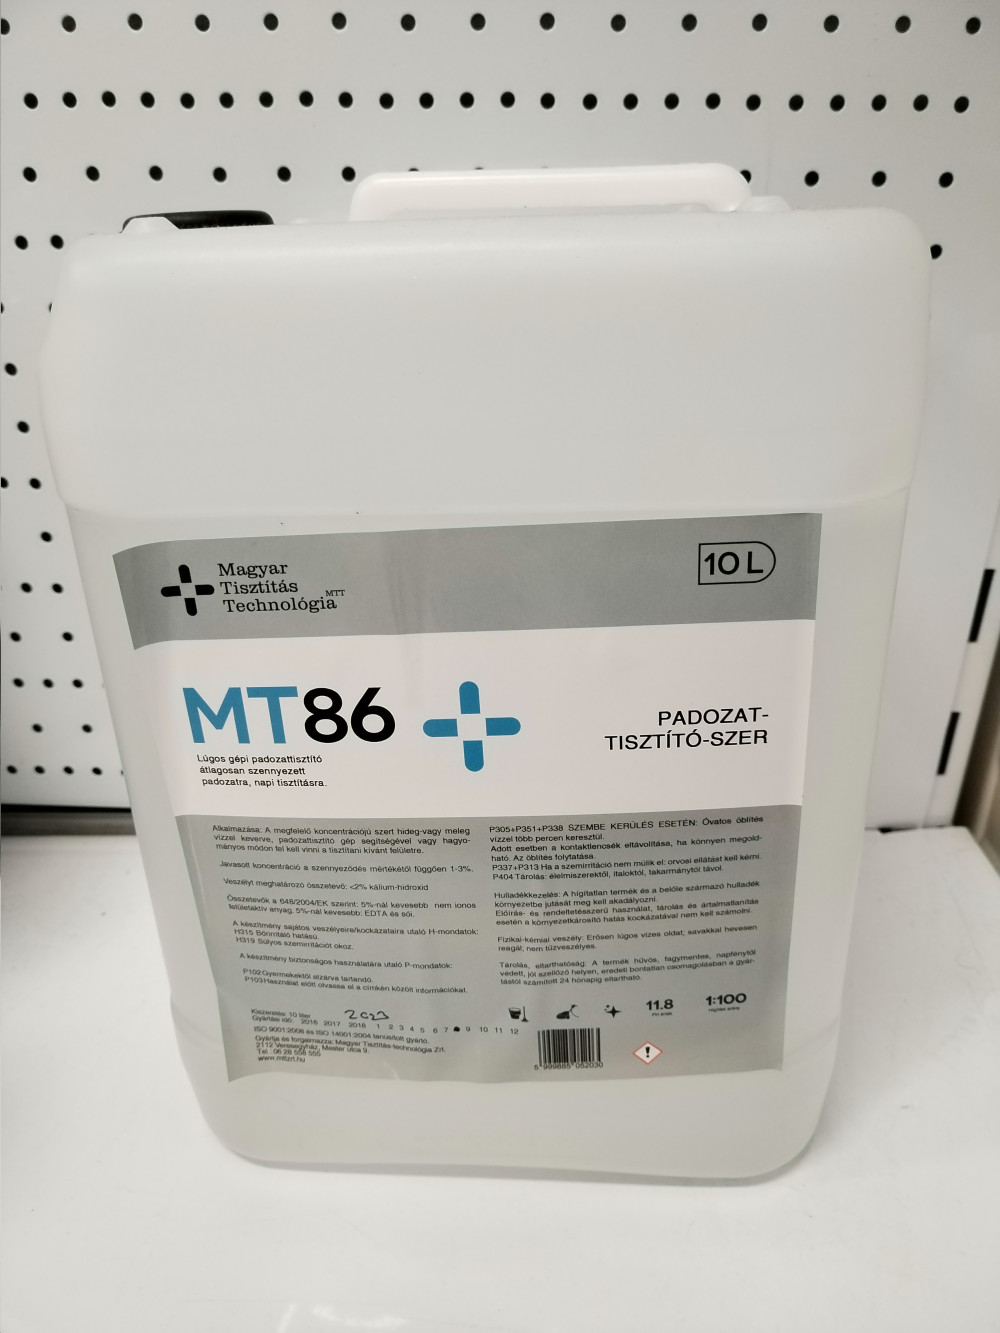 Magyar
Tisztítás
Technológia MTT
10 L
MT86
PADOZAT-
TISZTÍTÓ-SZER
Lúgos gépi padozattisztító
átlagosan szennyezett
padozatra, napi tisztításra.
Alkalmazása: A megfelelő koncentrációjú szert hideg-vagy meleg
vízzel keverve, padozattisztító gép segítségével vagy hagyo-
mányos módon fel kell vinni a tisztítani kívánt felületre.
Javasolt koncentráció a szennyeződés mértékétől függően 1-3%.
Veszélyt meghatározó összetevő: <2% kálium-hidroxid
Összetevők a 648/2004/EK szerint: 5%-nál kevesebb nem ionos
felületaktív anyag, 5%-nál kevesebb: EDTA és sói.
A készítmény sajátos veszélyeire/kockázataira utaló H-mondatok:
H315 Bőrirritáló hatású.
H319 Súlyos szemirritációt okoz.
A készítmény biztonságos használatára utaló P-mondatok:
P102 Gyermekektől elzárva tartandó.
P103 Használat előtt olvassa el a címkén közölt információkat.
Kiszerelés: 10 liter
2023
Gyártási idő: 2016 2017 2018 1 2 3 4 5 6 7 9 10 11 12
ISO 9001:2008 és ISO 14001:2004 tanúsított gyártó.
Gyártja és forgalmazza: Magyar Tisztítás-technológia Zrt.
2112 Veresegyház, Mester utca 9.
Tel.: 06 28 558 555
www.mttzrt.hu
P305+P351+P338 SZEMBE KERÜLÉS ESETÉN: Óvatos öblítés
vízzel több percen keresztül.
Adott esetben a kontaktlencsék eltávolítása, ha könnyen megold-
ható. Az öblítés folytatása.
P337+P313 Ha a szemirritáció nem múlik el: orvosi ellátást kell kérni.
P404 Tárolás: élelmiszerektől, italoktól, takarmánytól távol.
Hulladékkezelés: A hígítatlan termék és a belőle származó hulladék
környezetbe jutását meg kell akadályozni.
Előírás- és rendeltetésszerű használat, tárolás és ártalmatlanítás
esetén a környezetkárosító hatás kockázatával nem kell számolni.
Fizikai-kémiai veszély: Erősen lúgos vizes oldat, savakkal hevesen
reagál, nem tűzveszélyes.
Tárolás, eltarthatóság: A termék hűvös, fagymentes, napfénytől
védett, jól szellőző helyen, eredeti bontatlan csomagolásban a gyár-
tástól számított 24 hónapig eltartható.
11.8
1:100
5 999885 052030